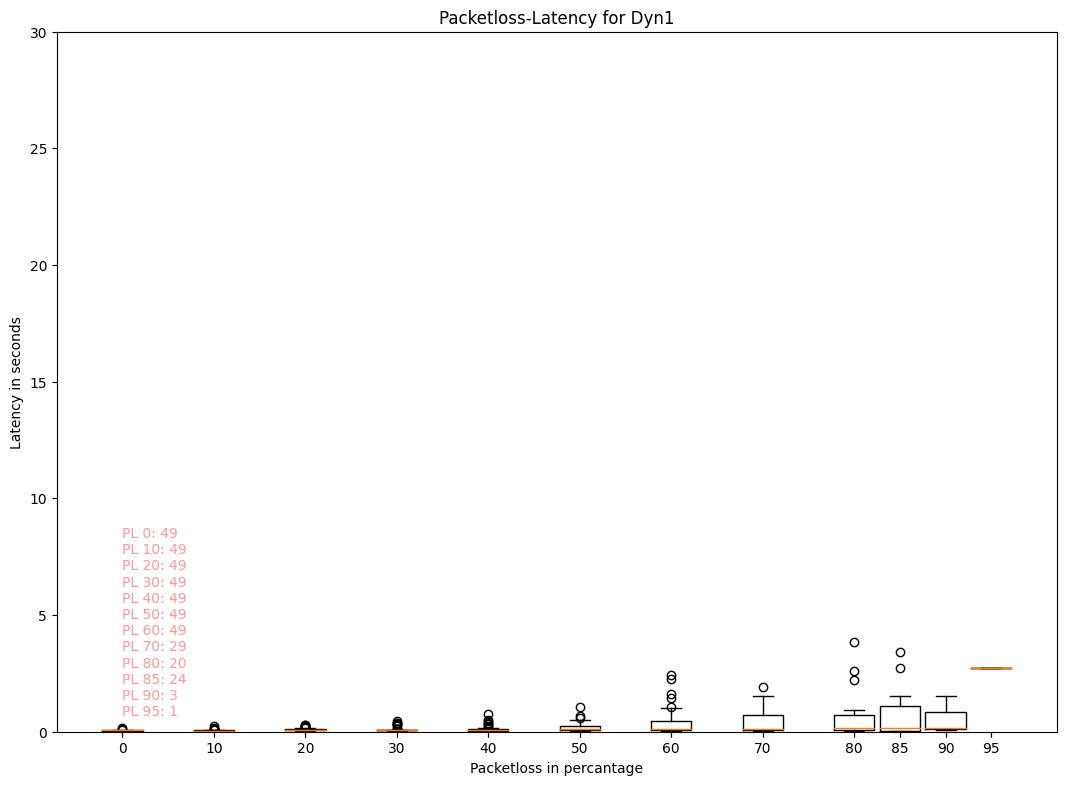 Packetloss-Latency for Dyn1
30
25
20
15
10
5
0
Latency in seconds
PL 0: 49
PL 10: 49
PL 20: 49
PL 30: 49
PL 40: 49
PL 50: 49
PL 60: 49
PL 70: 29
PL 80: 20
PL 85: 24
PL 90: 3
PL 95: 1
0 10 20 30 40 50 60 70 80 85 90 95
Packetloss in percantage